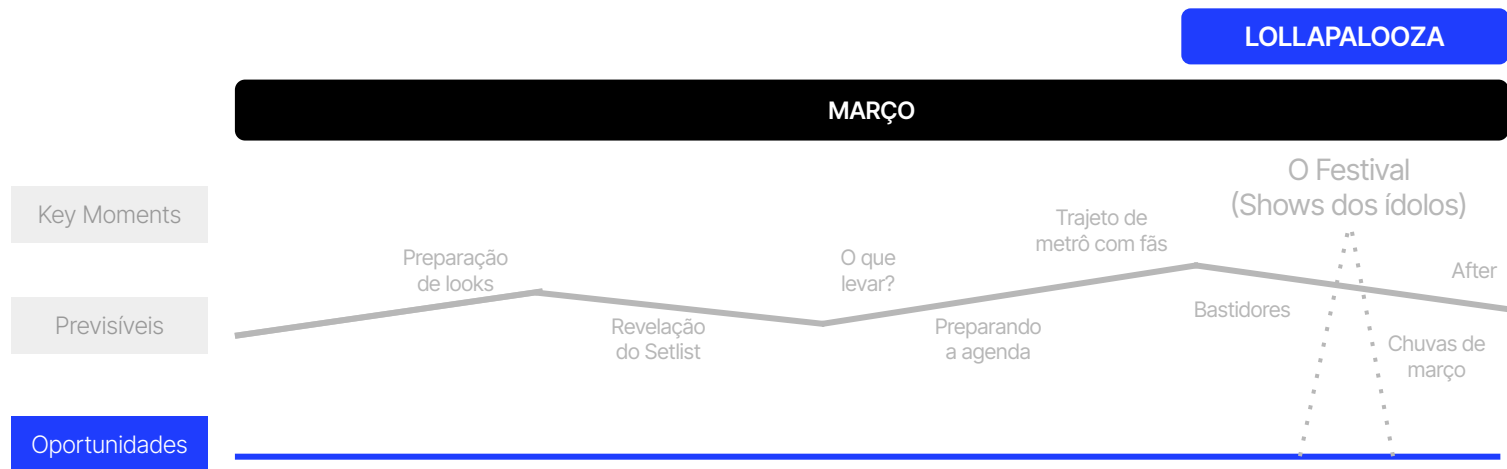 LOLLAPALOOZA
MARÇO
O Festival
(Shows dos ídolos)
Key Moments
Trajeto de
metrô com fãs
Preparação
de looks
O que
levar?
After
Previsíveis
Revelação
do Setlist
Preparando
a agenda
Bastidores
Chuvas de
março
Oportunidades